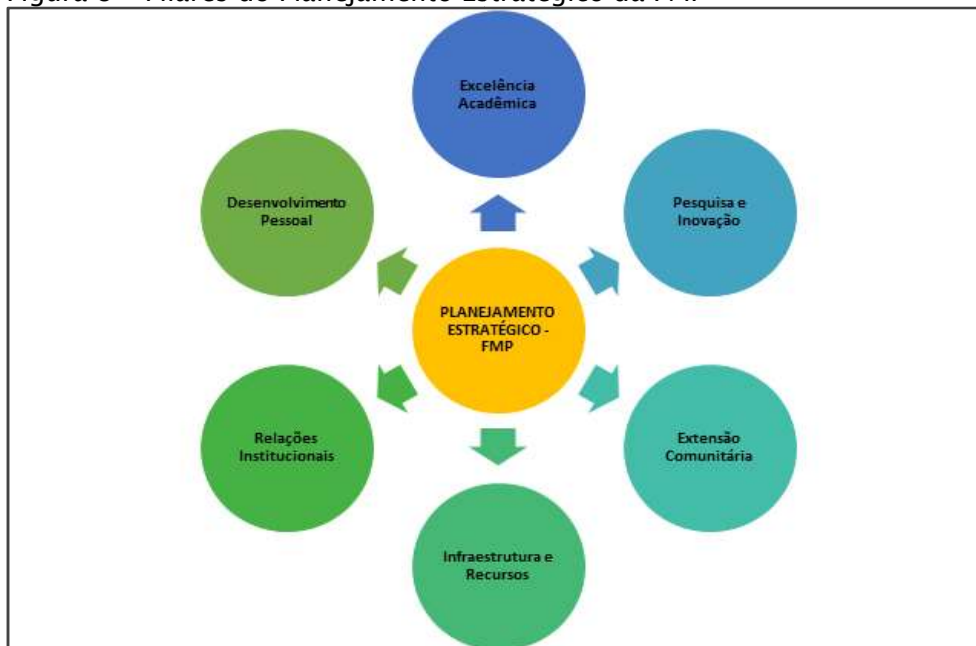 Excelência
Acadêmica
Desenvolvimento
Pessoal
Pesquisa e
Inovação
PLANEJAMENTO
ESTRATÉGICO -
FMP
Relações
Institucionais
Extensão
Comunitária
Infraestrutura e
Recursos